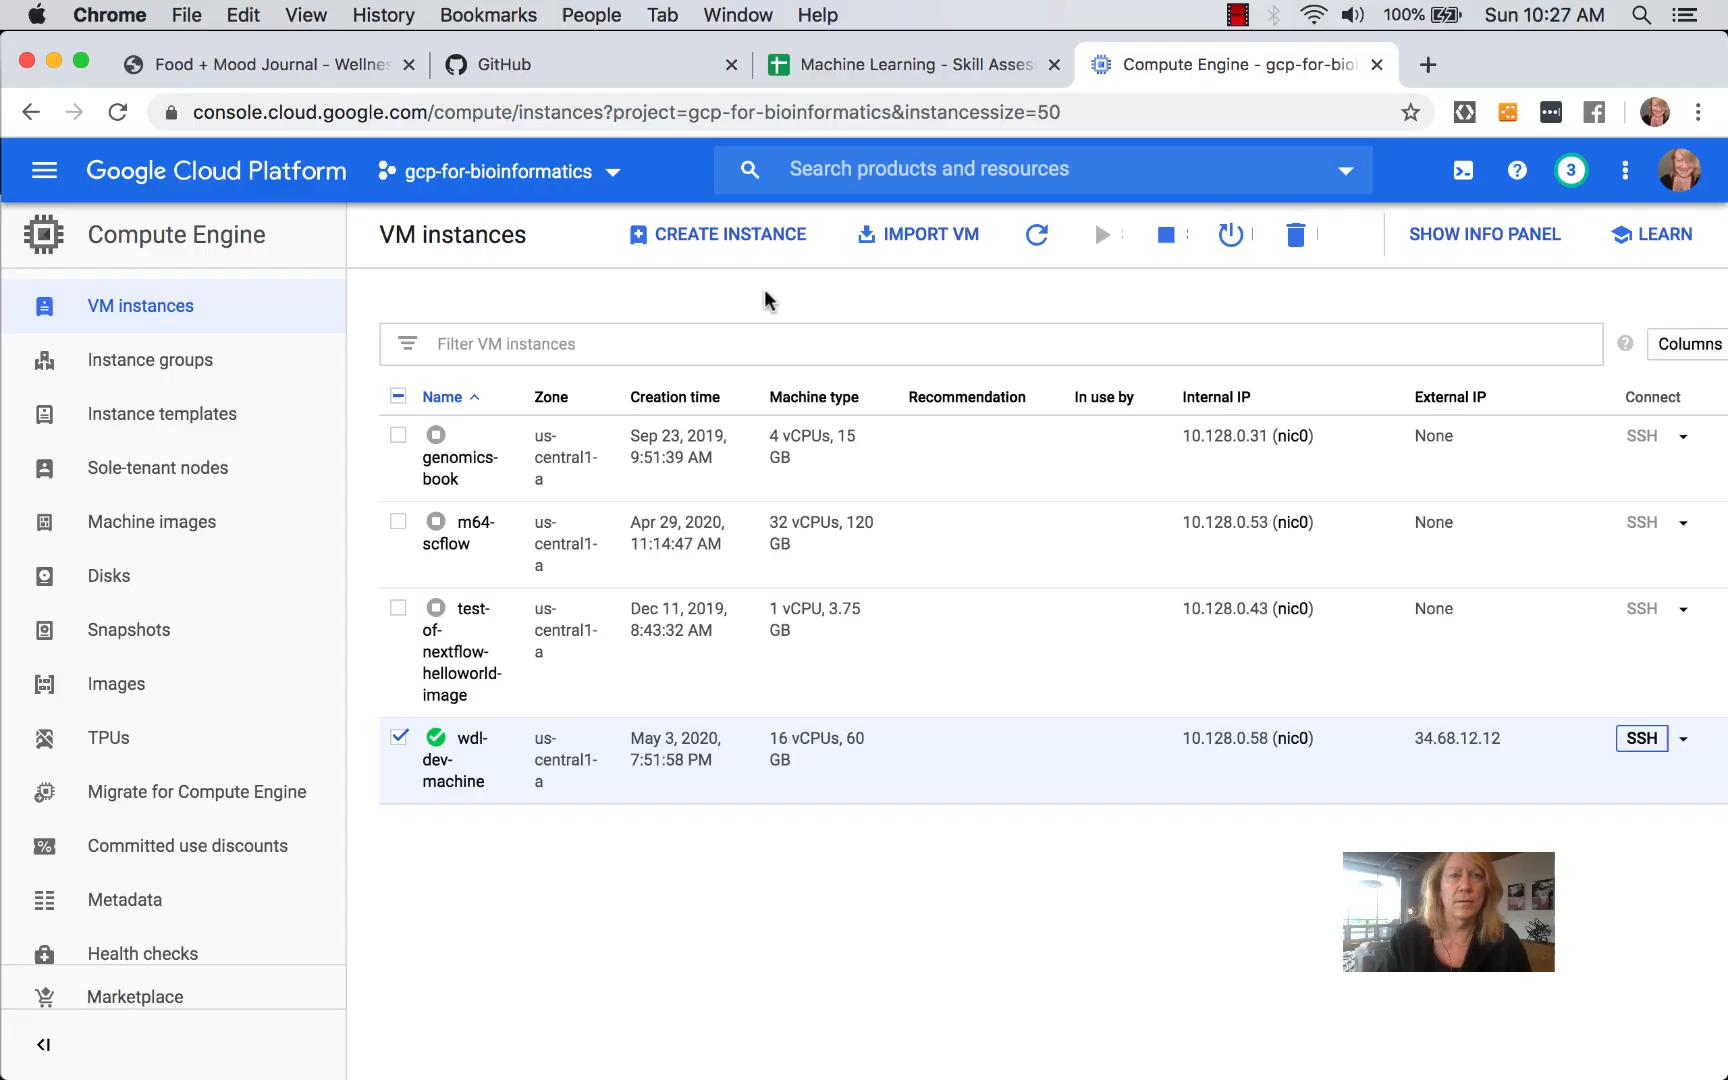 Chrome File Edit View History Bookmarks People Tab Window Help 100% Sun 10:27 AM
Food + Mood Journal - Wellnes GitHub Machine Learning - Skill Asses Compute Engine - gcp-for-bioi
console.cloud.google.com/compute/instances?project=gcp-for-bioinformatics&instancessize=50
Google Cloud Platform gcp-for-bioinformatics Search products and resources 3
Compute Engine VM instances CREATE INSTANCE IMPORT VM SHOW INFO PANEL LEARN
VM instances
Instance groups
Instance templates
Sole-tenant nodes
Machine images
Disks
Snapshots
Images
TPUs
Migrate for Compute Engine
Committed use discounts
Metadata
Health checks
Marketplace
Filter VM instances Columns
Name Zone Creation time Machine type Recommendation In use by Internal IP External IP Connect
us- Sep 23, 2019, 4 vCPUs, 15 10.128.0.31 (nic0) None SSH
genomics- central1- 9:51:39 AM GB
book a
m64- us- Apr 29, 2020, 32 vCPUs, 120 10.128.0.53 (nic0) None SSH
scflow central1- 11:14:47 AM GB
a
test- us- Dec 11, 2019, 1 vCPU, 3.75 10.128.0.43 (nic0) None SSH
of- central1- 8:43:32 AM GB
nextflow- a
helloworld-
image
wdl- us- May 3, 2020, 16 vCPUs, 60 10.128.0.58 (nic0) 34.68.12.12 SSH
dev- central1- 7:51:58 PM GB
machine a